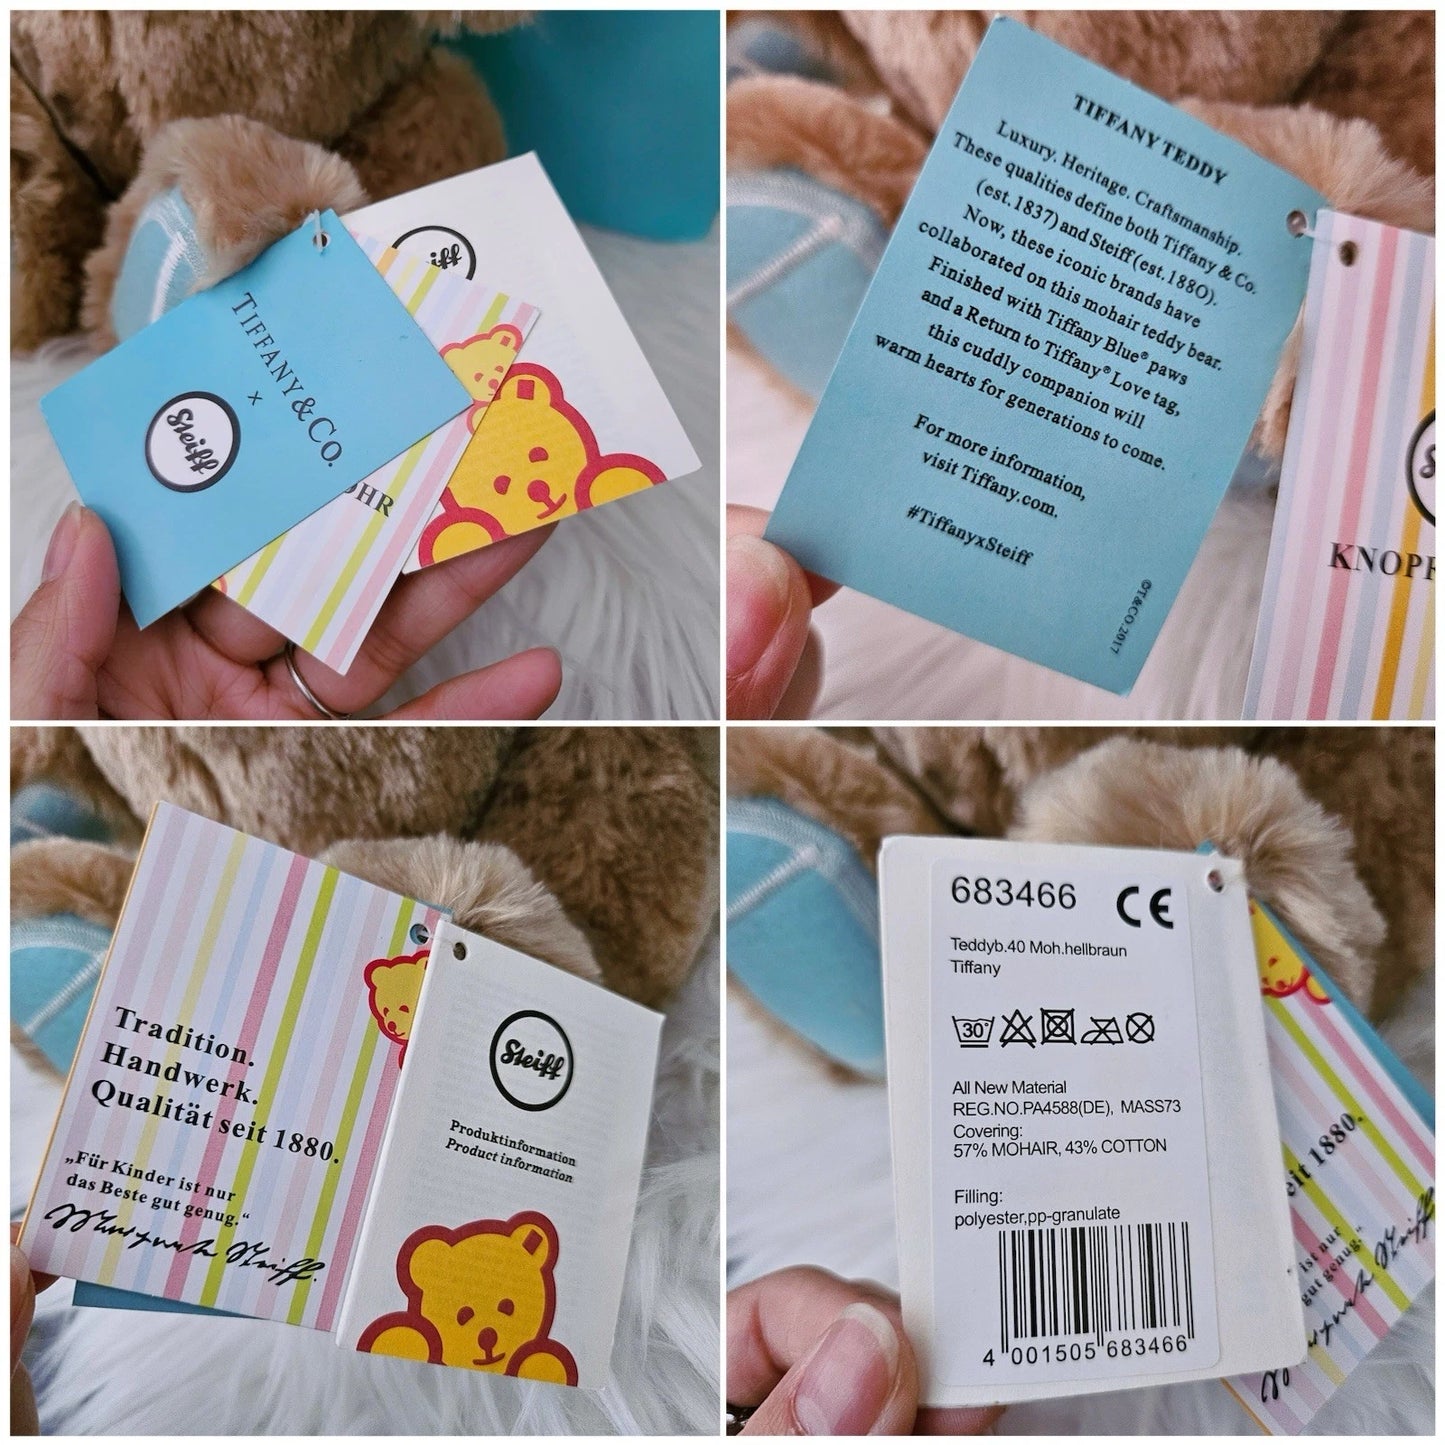 TIFFANY & CO.
x
Steiff
iff
OHR
TIFFANY TEDDY
Luxury. Heritage. Craftsmanship.
These qualities define both Tiffany & Co.
(est. 1837) and Steiff (est. 1880).
Now, these iconic brands have
collaborated on this mohair teddy bear.
Finished with Tiffany Blue® paws
and a Return to Tiffany® Love tag,
this cuddly companion will
warm hearts for generations to come.
For more information,
visit Tiffany.com.
#TiffanyxSteiff
©T&CO.2017
KNOPF
Tradition.
Handwerk.
Qualität seit 1880.
„Für Kinder ist nur
das Beste gut genug.“
Steiff
Produktinformation
Product information
683466 CE
Teddyb.40 Moh.hellbraun
Tiffany
30°
All New Material
REG.NO.PA4588(DE), MASS73
Covering:
57% MOHAIR, 43% COTTON
Filling:
polyester,pp-granulate
4 001505 683466
eit 1880.
ist nur
gut genug.“